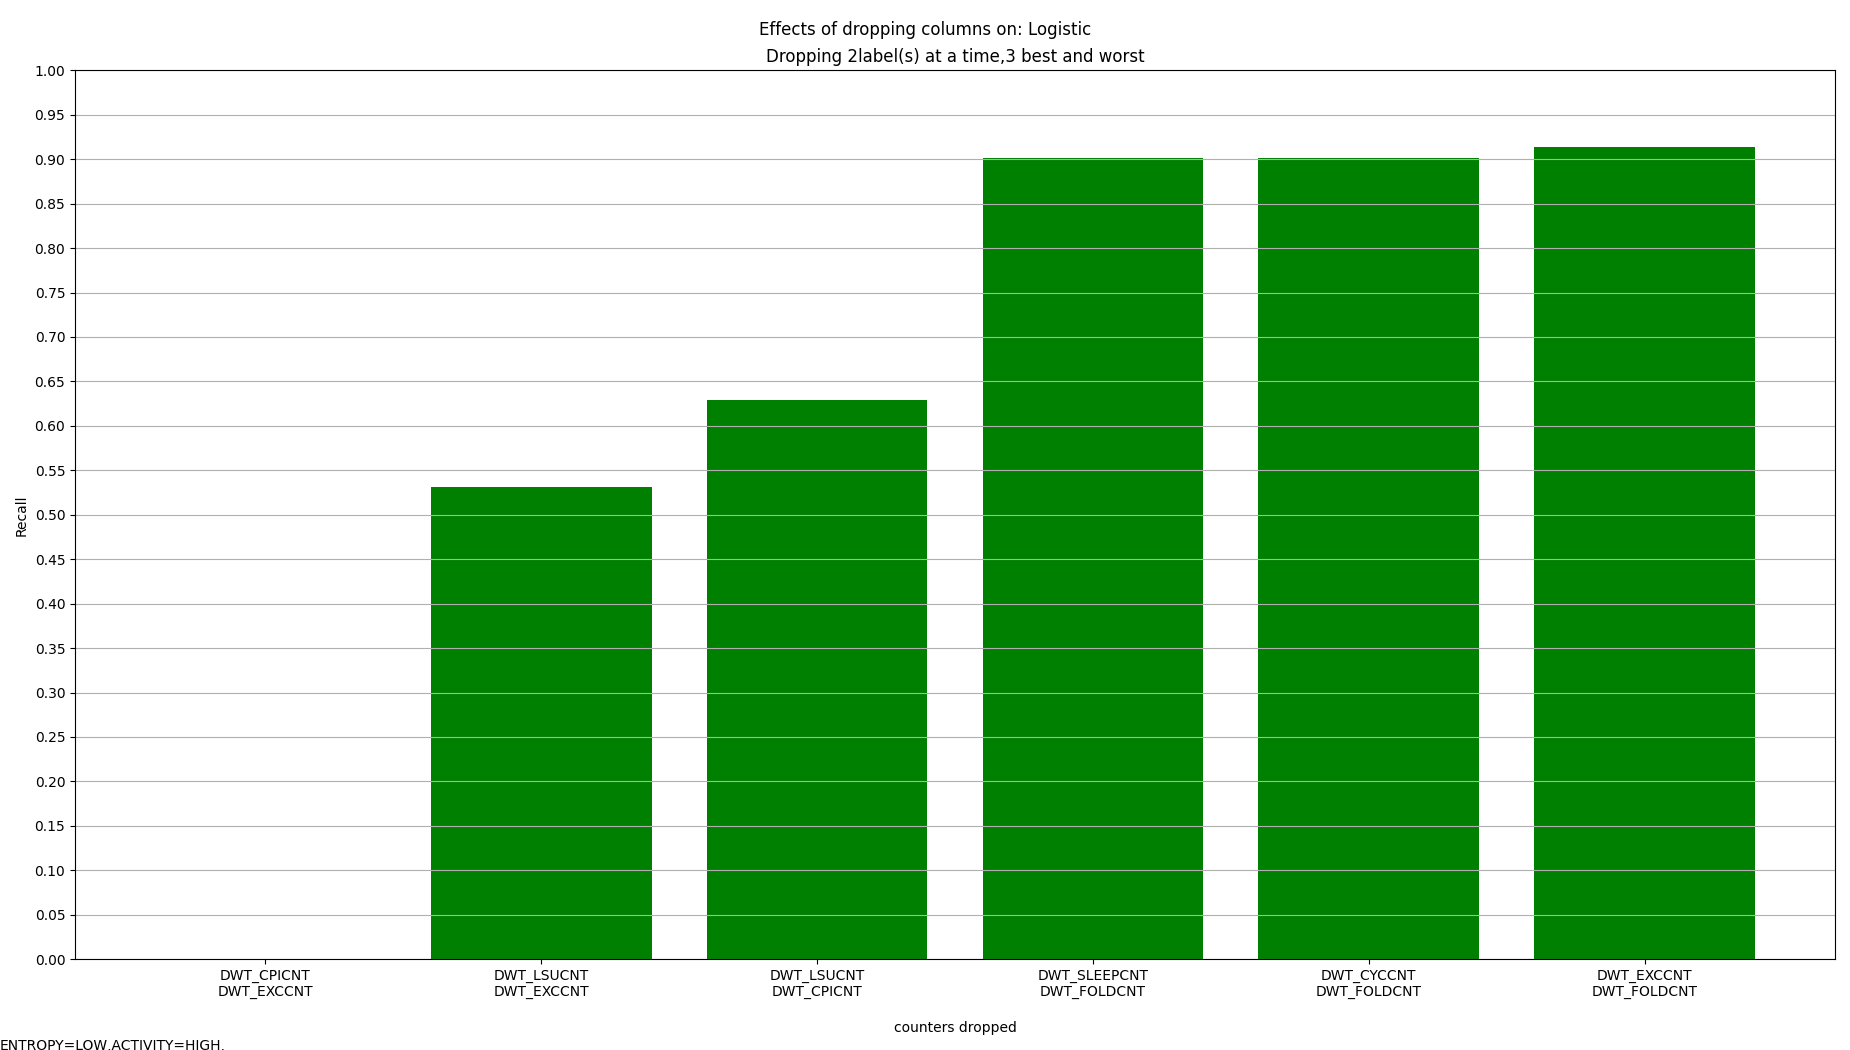 Effects of dropping columns on: Logistic
Dropping 2label(s) at a time,3 best and worst
1.00
0.95
0.90
0.85
0.80
0.75
0.70
0.65
0.60
0.55
0.50
0.45
0.40
0.35
0.30
0.25
0.20
0.15
0.10
0.05
0.00
Recall
DWT_CPICNT
DWT_EXCCNT
DWT_LSUCNT
DWT_EXCCNT
DWT_LSUCNT
DWT_CPICNT
DWT_SLEEPCNT
DWT_FOLDCNT
DWT_CYCCNT
DWT_FOLDCNT
DWT_EXCCNT
DWT_FOLDCNT
counters dropped
ENTROPY=LOW,ACTIVITY=HIGH,